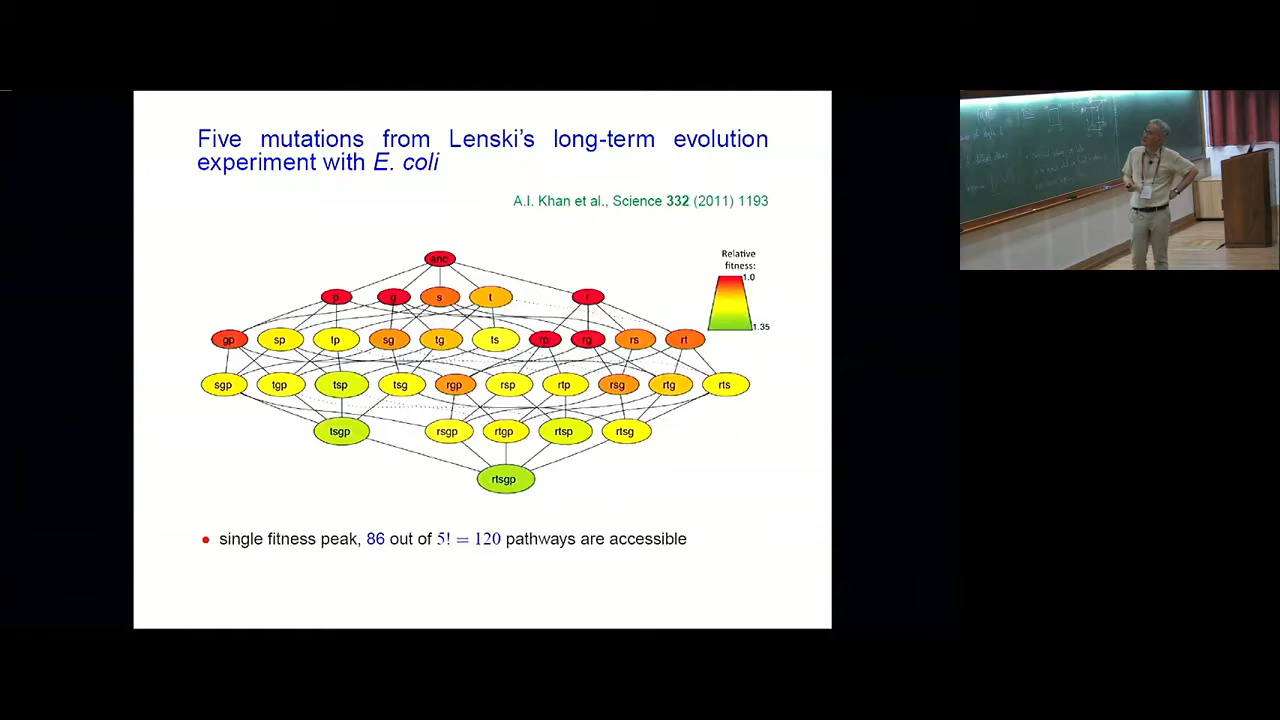 Five mutations from Lenski's long-term evolution
experiment with E. coli
A.I. Khan et al., Science 332 (2011) 1193
Relative
fitness:
1.0
1.35
anc
p g s t r
gp sp tp sg tg ts rp rg rs rt
sgp tgp tsp tsg rgp rsp rtp rsg rtg rts
tsgp rsgp rtgp rtsp rtsg
rtsgp
• single fitness peak, 86 out of 5! = 120 pathways are accessible